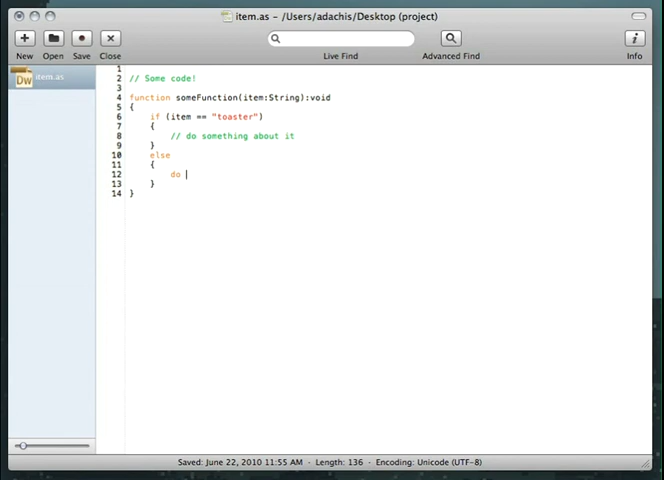 item.as – /Users/adachis/Desktop (project)
New Open Save Close Live Find Advanced Find Info
Dw item.as
1
2 // Some code!
3
4 function someFunction(item:String):void
5 {
6 if (item == "toaster")
7 {
8 // do something about it
9 }
10 else
11 {
12 do
13 }
14 }
Saved: June 22, 2010 11:55 AM · Length: 136 · Encoding: Unicode (UTF-8)